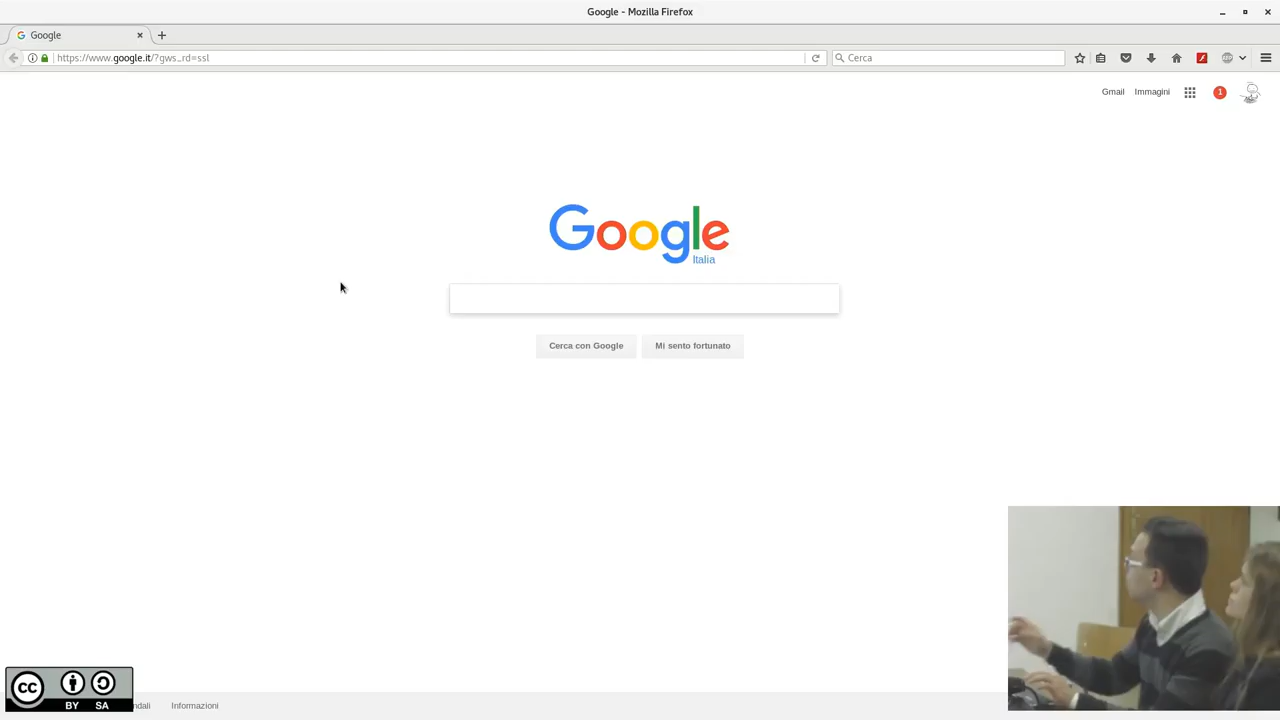 Google - Mozilla Firefox
Google
https://www.google.it/?gws_rd=ssl
Cerca
Gmail
Immagini
1
Google
Italia
Cerca con Google
Mi sento fortunato
cc
BY SA
Informazioni